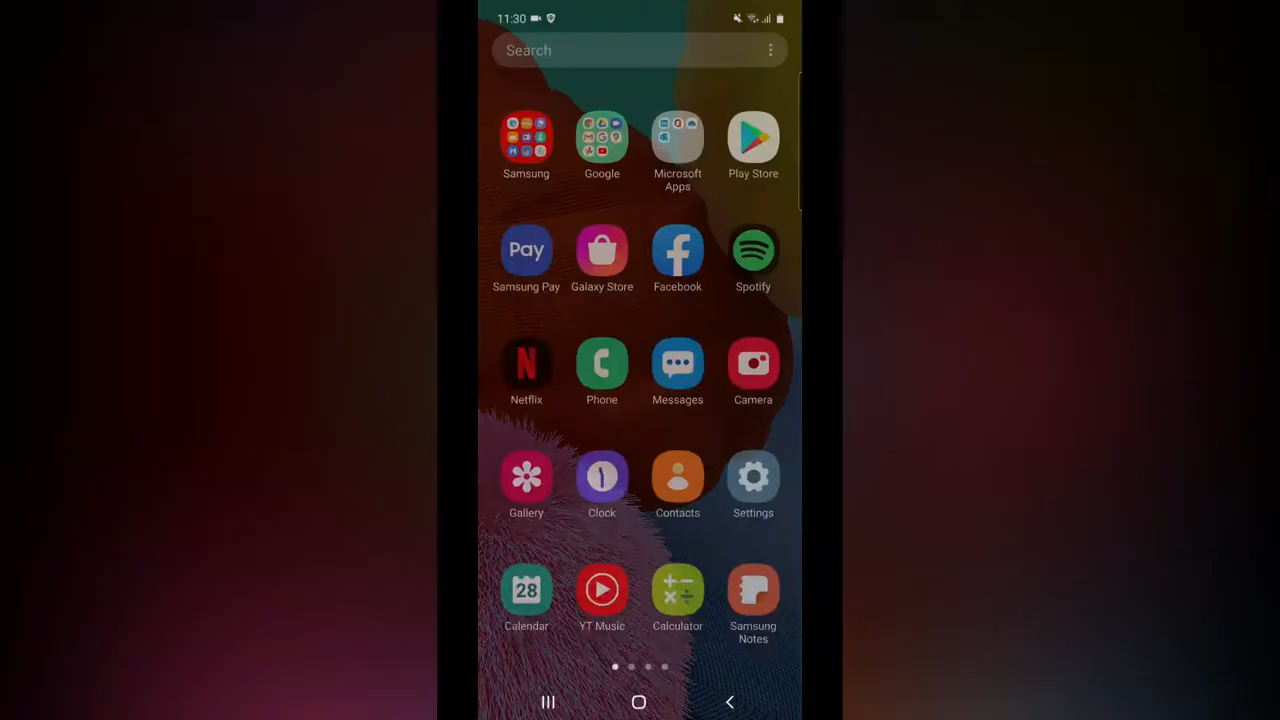 11:30
Search
Samsung
Google
Microsoft
Apps
Play Store
Pay
Samsung Pay
Galaxy Store
Facebook
Spotify
N
Netflix
Phone
Messages
Camera
Gallery
Clock
Contacts
Settings
28
Calendar
YT Music
Calculator
Samsung
Notes